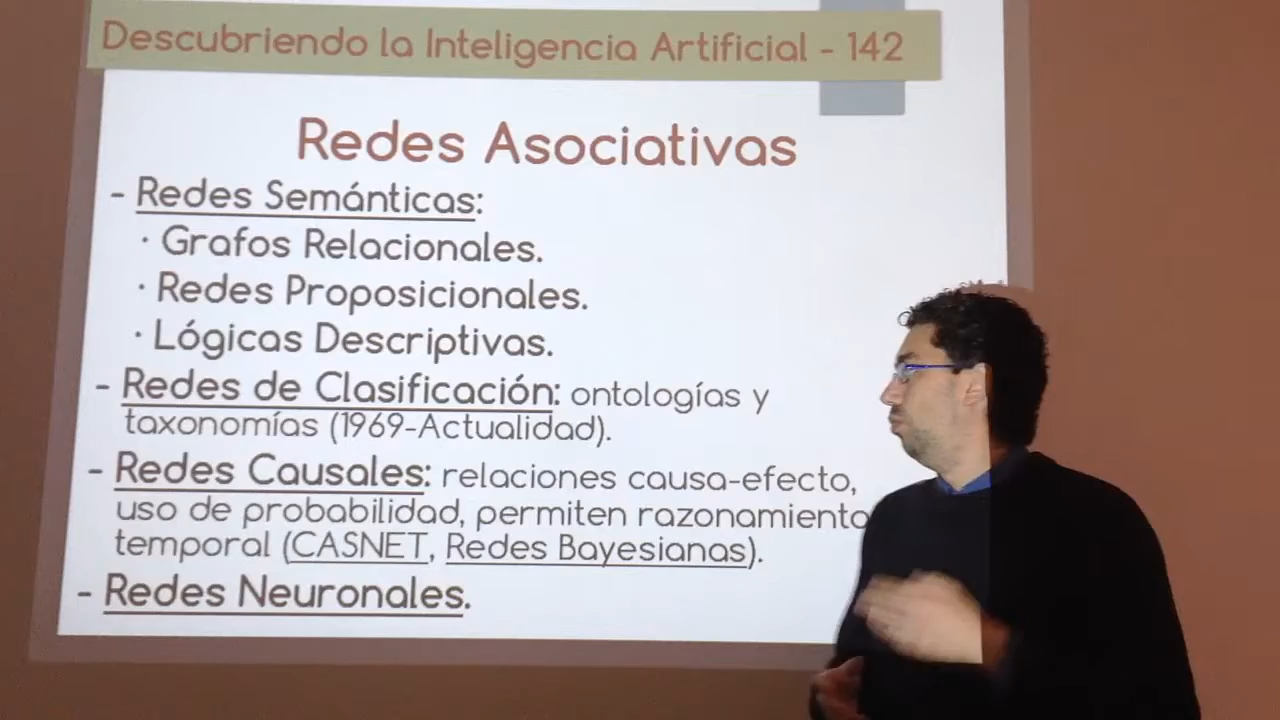 Descubriendo la Inteligencia Artificial - 142
Redes Asociativas
- Redes Semánticas:
· Grafos Relacionales.
· Redes Proposicionales.
· Lógicas Descriptivas.
- Redes de Clasificación: ontologías y
taxonomías (1969-Actualidad).
- Redes Causales: relaciones causa-efecto,
uso de probabilidad, permiten razonamiento
temporal (CASNET, Redes Bayesianas).
- Redes Neuronales.